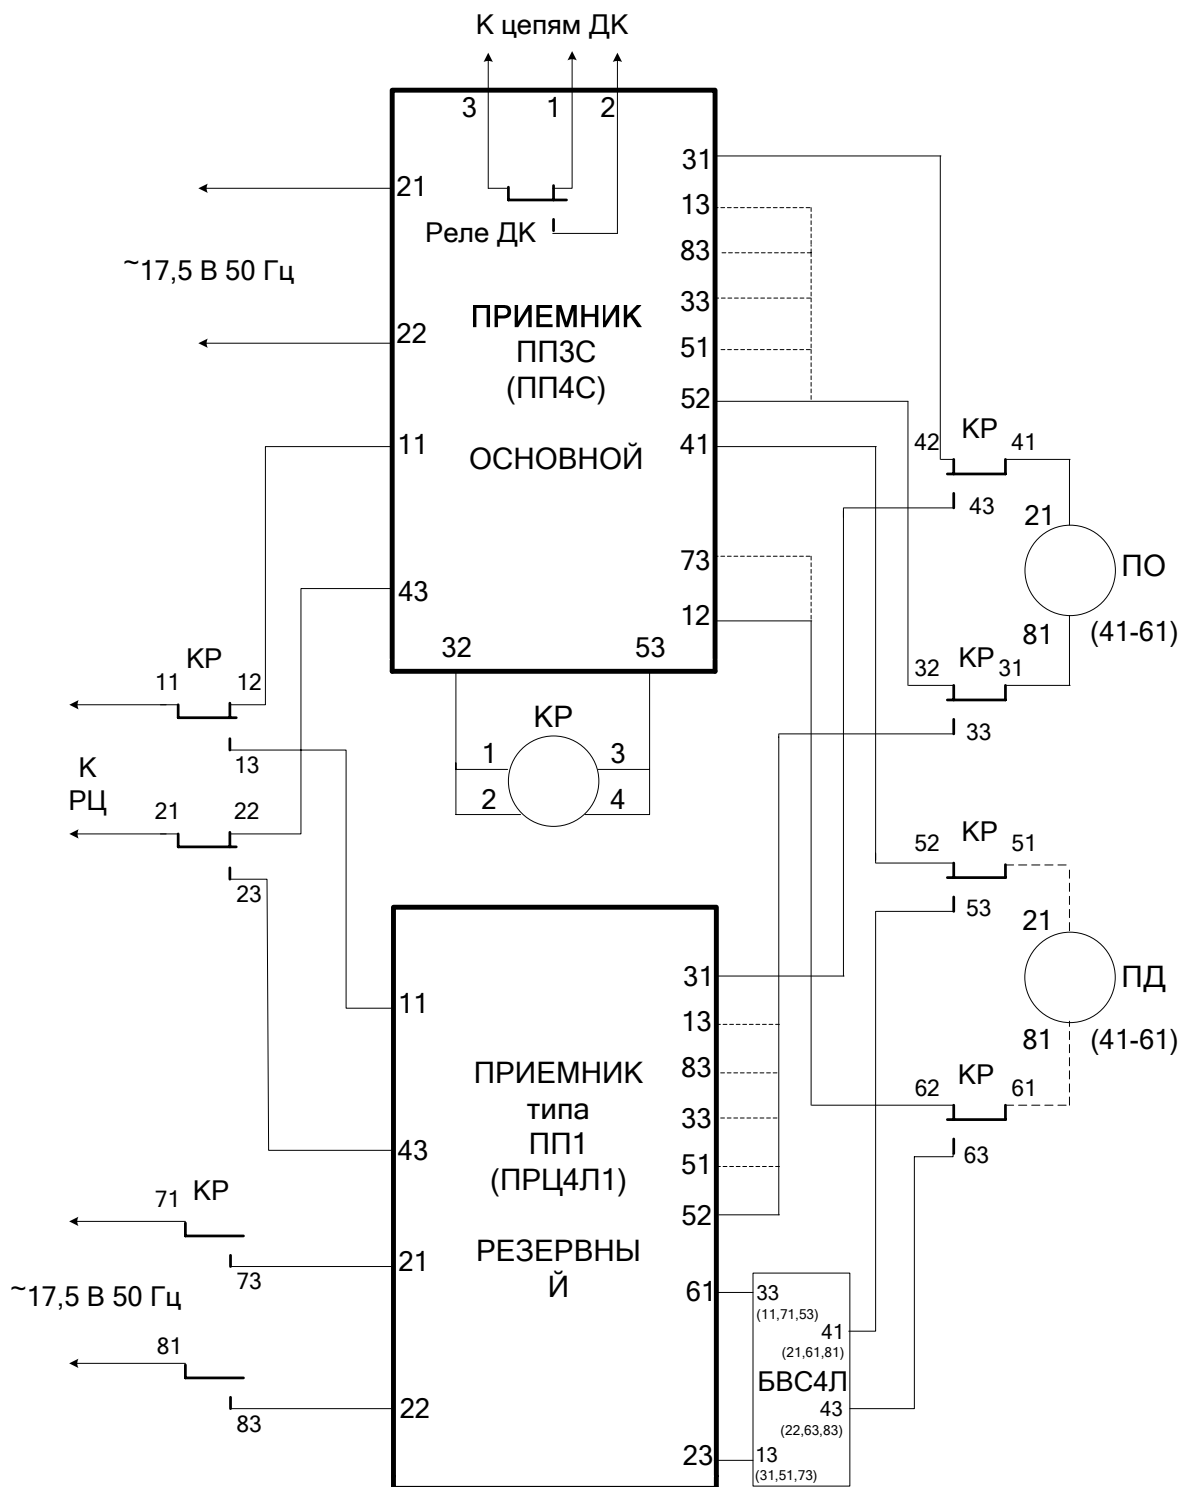 К цепям ДК
3 1 2
31
21
13
Реле ДК
83
~17,5 В 50 Гц
33
ПРИЕМНИК
22
ПП3С
51
(ПП4С)
52
11
41
ОСНОВНОЙ
42 КР 41
43
21
ПО
73
43
12
81 (41-61)
32 53
КР
32 КР 31
11 12
33
КР
13
1 3
К
РЦ
2 4
21 22
23
52 КР 51
53
21
31
ПД
11
13
81 (41-61)
ПРИЕМНИК
83
62 КР 61
типа
33
ПП1
43
51
63
(ПРЦ4Л1)
71 КР
52
РЕЗЕРВНЫ
Й
21
73
61
33
~17,5 В 50 Гц
(11,71,53)
41
81
(21,61,81)
БВС4Л
22
43
83
(22,63,83)
23
13
(31,51,73)